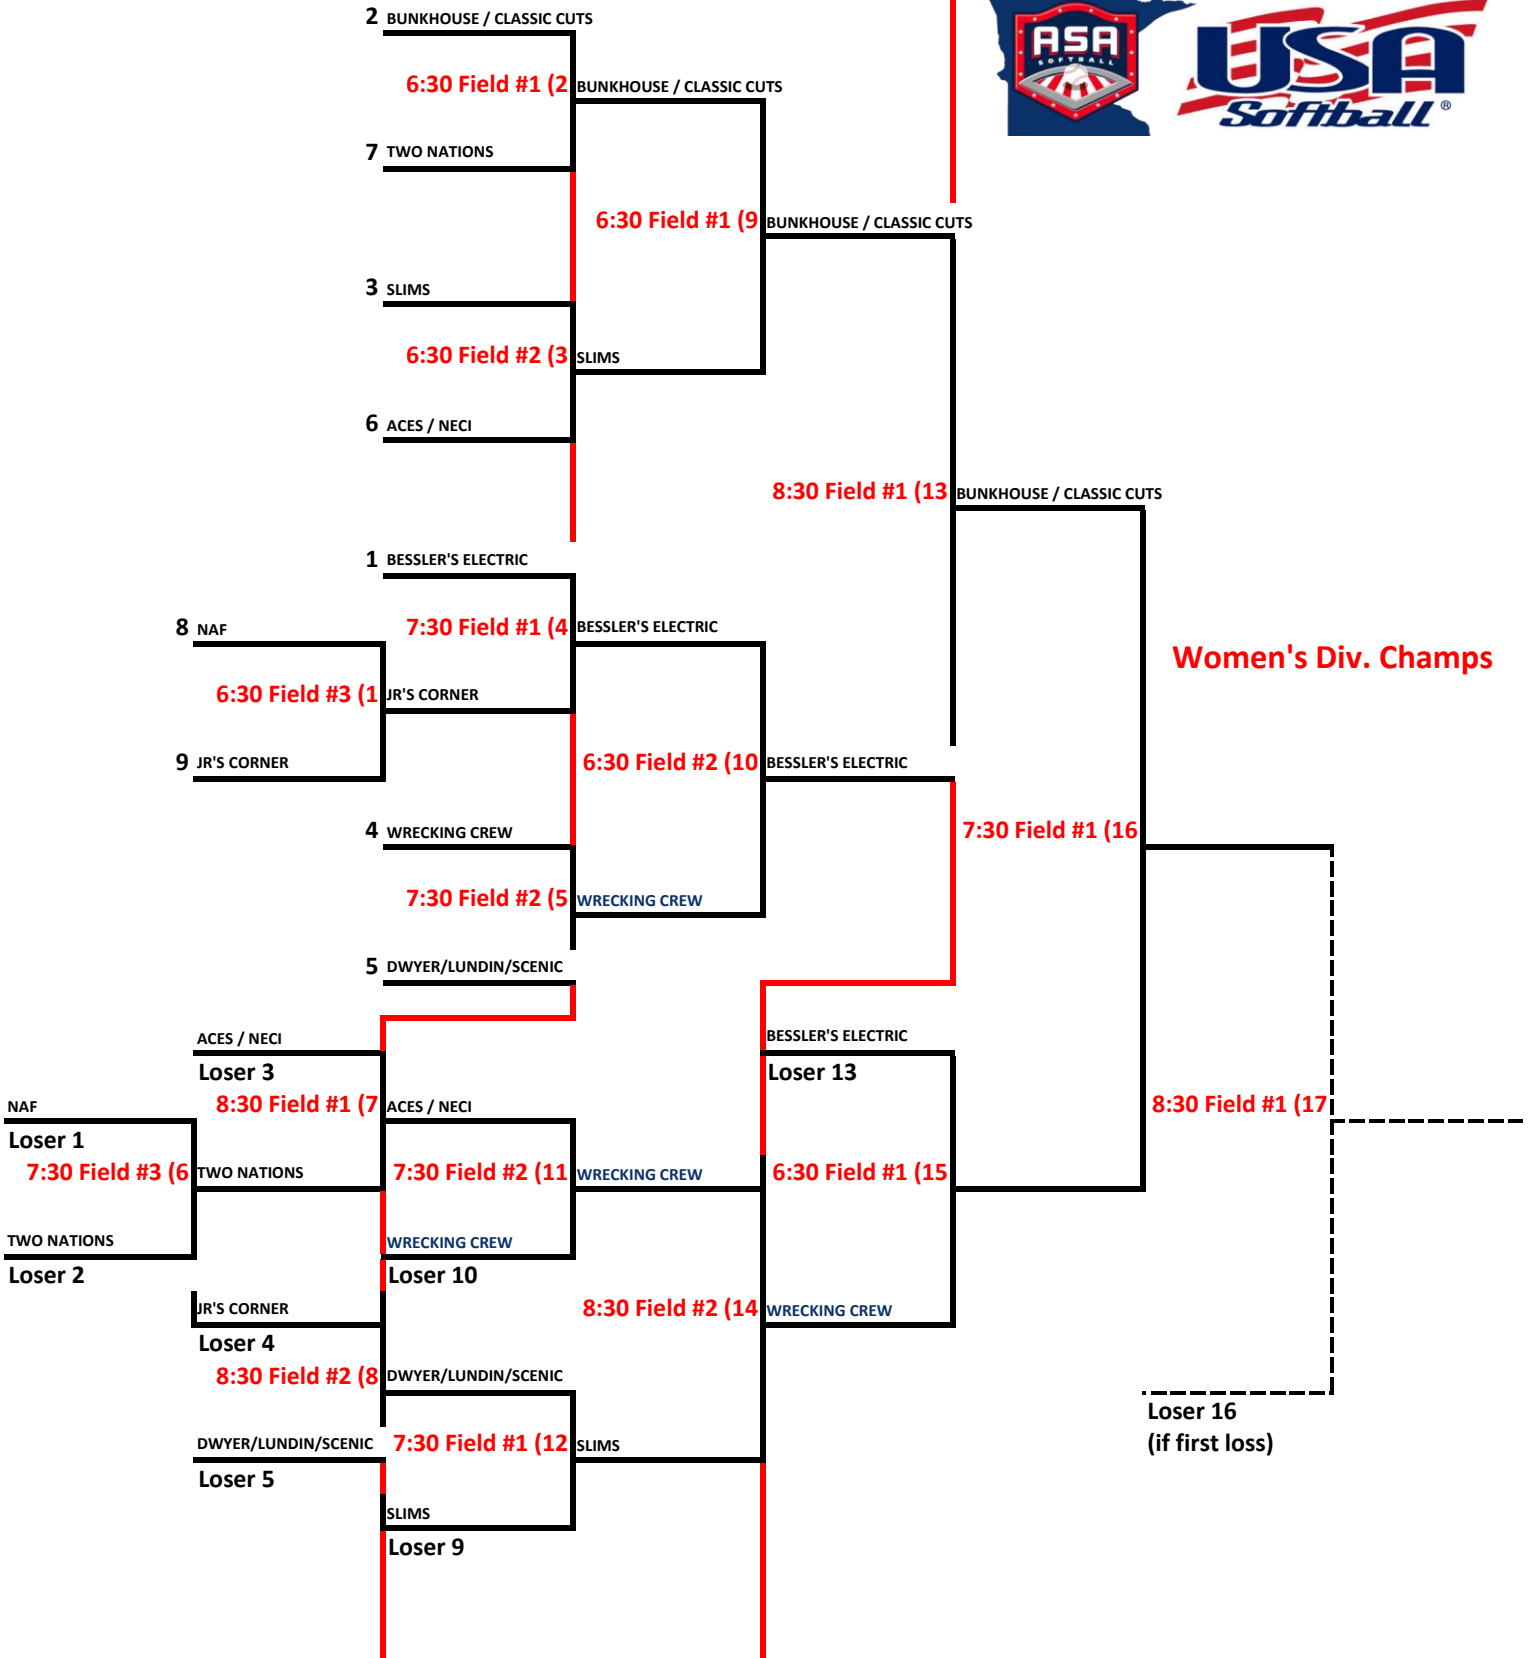 2 BUNKHOUSE / CLASSIC CUTS
ASA
SOFTBALL
USA
Softball ®
6:30 Field #1 (2
BUNKHOUSE / CLASSIC CUTS
7 TWO NATIONS
6:30 Field #1 (9
BUNKHOUSE / CLASSIC CUTS
3 SLIMS
6:30 Field #2 (3
SLIMS
6 ACES / NECI
8:30 Field #1 (13
BUNKHOUSE / CLASSIC CUTS
1 BESSLER'S ELECTRIC
8 NAF
7:30 Field #1 (4
BESSLER'S ELECTRIC
Women's Div. Champs
6:30 Field #3 (1
JR'S CORNER
9 JR'S CORNER
6:30 Field #2 (10
BESSLER'S ELECTRIC
4 WRECKING CREW
7:30 Field #1 (16
7:30 Field #2 (5
WRECKING CREW
5 DWYER/LUNDIN/SCENIC
ACES / NECI
BESSLER'S ELECTRIC
Loser 3
Loser 13
NAF
8:30 Field #1 (7
ACES / NECI
8:30 Field #1 (17
Loser 1
7:30 Field #3 (6
TWO NATIONS
7:30 Field #2 (11
WRECKING CREW
6:30 Field #1 (15
TWO NATIONS
WRECKING CREW
Loser 2
Loser 10
JR'S CORNER
8:30 Field #2 (14
WRECKING CREW
Loser 4
8:30 Field #2 (8
DWYER/LUNDIN/SCENIC
Loser 16
(if first loss)
DWYER/LUNDIN/SCENIC
7:30 Field #1 (12
SLIMS
Loser 5
SLIMS
Loser 9